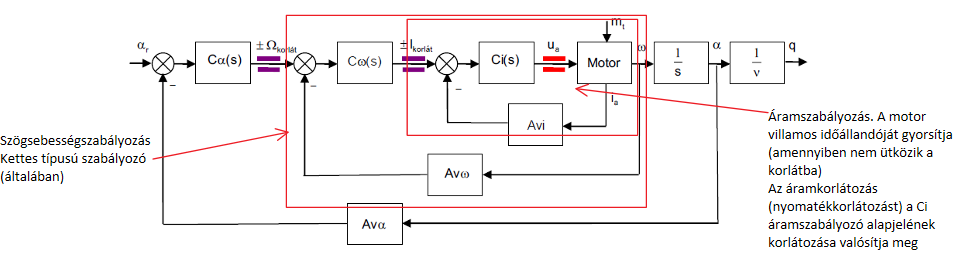 αr
Cα(s)
± Ωkorlát
Cω(s)
± Ikorlát
Ci(s)
ua
mt
Motor
ω
1
s
α
1
ν
q
Ia
Avi
Avω
Avα
Szögsebességszabályozás
Kettes típusú szabályozó
(általában)
Áramszabályozás. A motor
villamos időállandóját gyorsítja
(amennyiben nem ütközik a
korlátba)
Az áramkorlátozás
(nyomatékkorlátozást) a Ci
áramszabályozó alapjelének
korlátozása valósítja meg